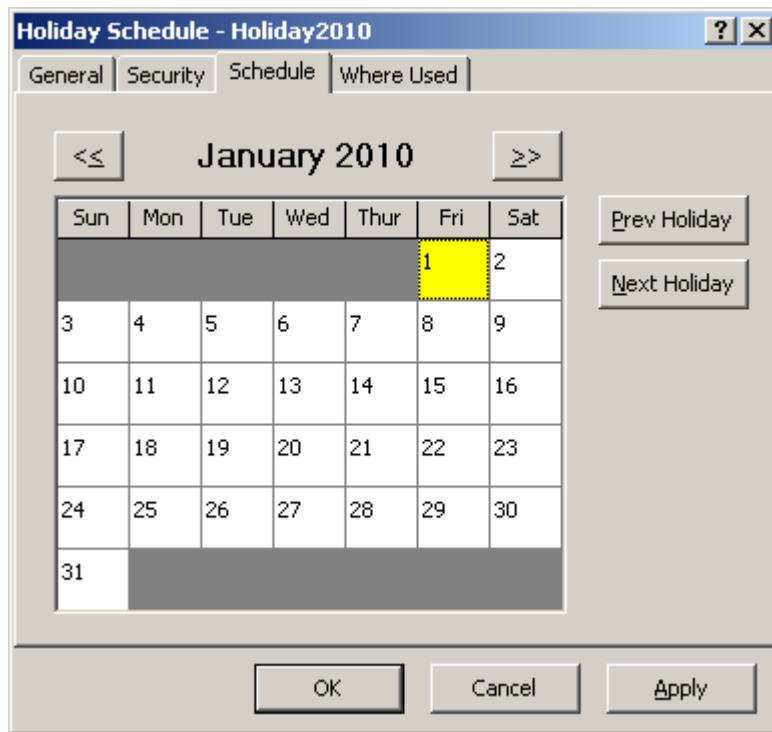 Holiday Schedule - Holiday2010 ? X
General Security Schedule Where Used
<< January 2010 >>
Sun Mon Tue Wed Thur Fri Sat
Prev Holiday
1 2
Next Holiday
3 4 5 6 7 8 9
10 11 12 13 14 15 16
17 18 19 20 21 22 23
24 25 26 27 28 29 30
31
OK Cancel Apply